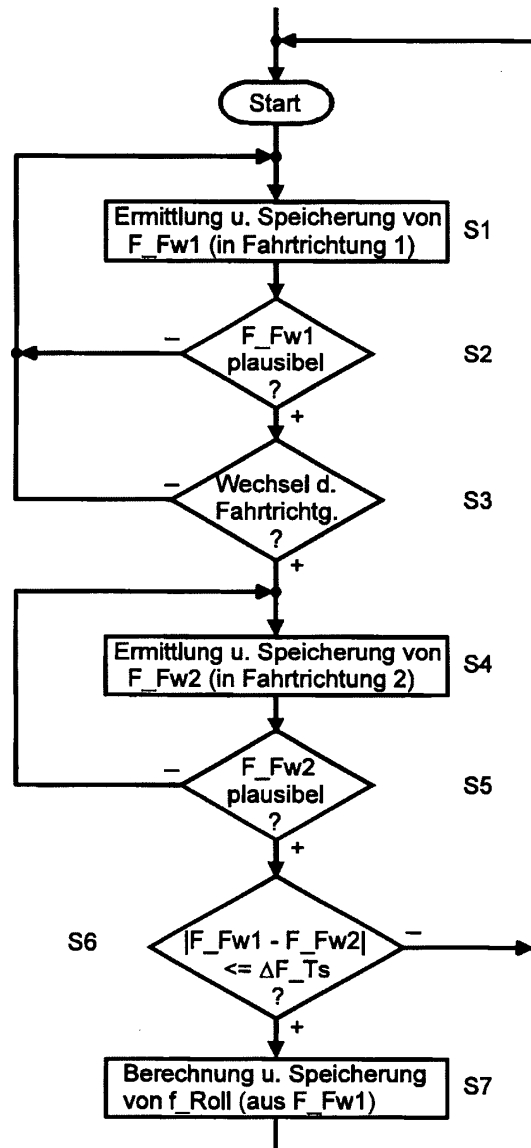 Start
Ermittlung u. Speicherung von
F_Fw1 (in Fahrtrichtung 1)
S1
–
F_Fw1
plausibel
?
+
S2
–
Wechsel d.
Fahrtrichtg.
?
+
S3
Ermittlung u. Speicherung von
F_Fw2 (in Fahrtrichtung 2)
S4
–
F_Fw2
plausibel
?
+
S5
S6
|F_Fw1 - F_Fw2|
<= ΔF_Ts
?
–
+
Berechnung u. Speicherung
von f_Roll (aus F_Fw1)
S7